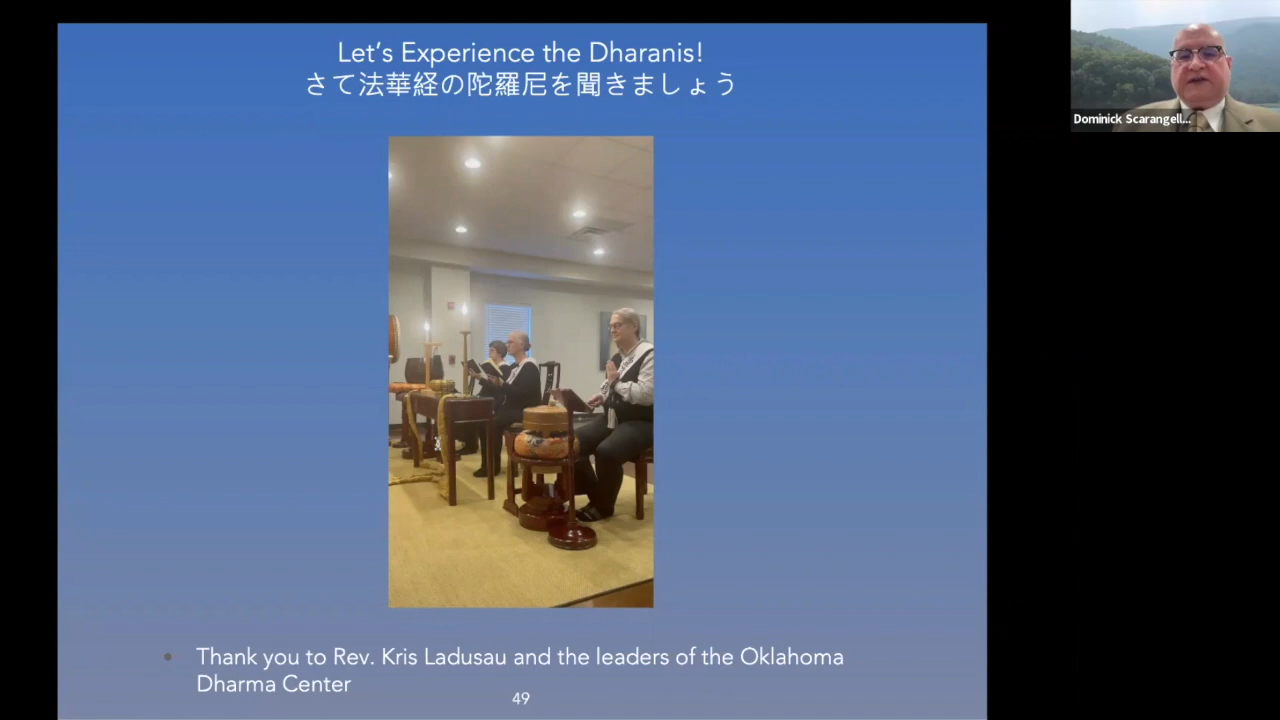 Let's Experience the Dharanis!
さて法華経の陀羅尼を聞きましょう
Dominick Scarangell...
Thank you to Rev. Kris Ladusau and the leaders of the Oklahoma
Dharma Center
49